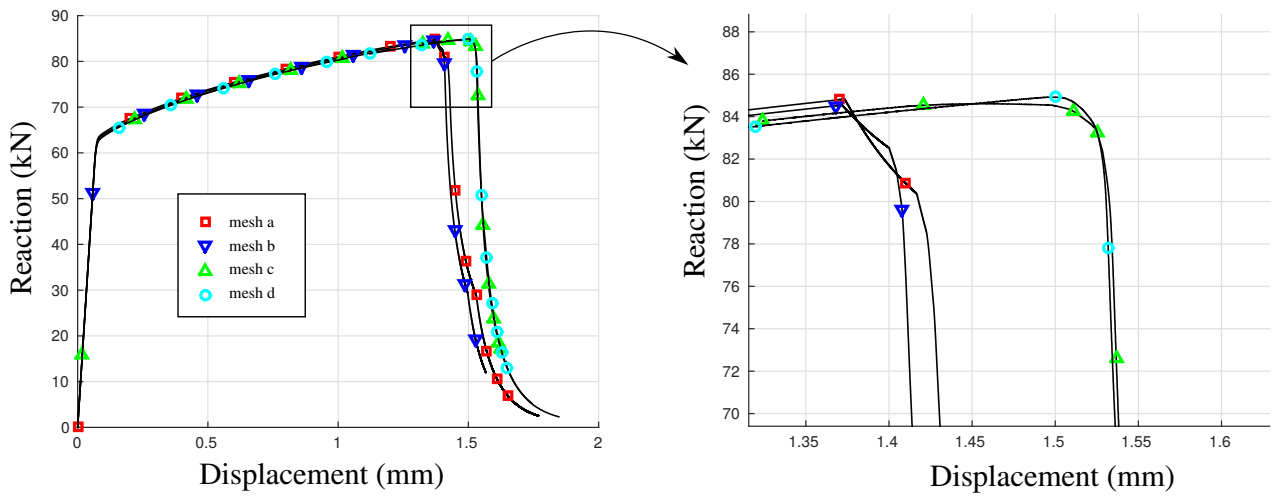 90
80
70
60
50
40
30
20
10
0
Reaction (kN)
mesh a
mesh b
mesh c
mesh d
0 0.5 1 1.5 2
Displacement (mm)
88
86
84
82
80
78
76
74
72
70
Reaction (kN)
1.35 1.4 1.45 1.5 1.55 1.6
Displacement (mm)